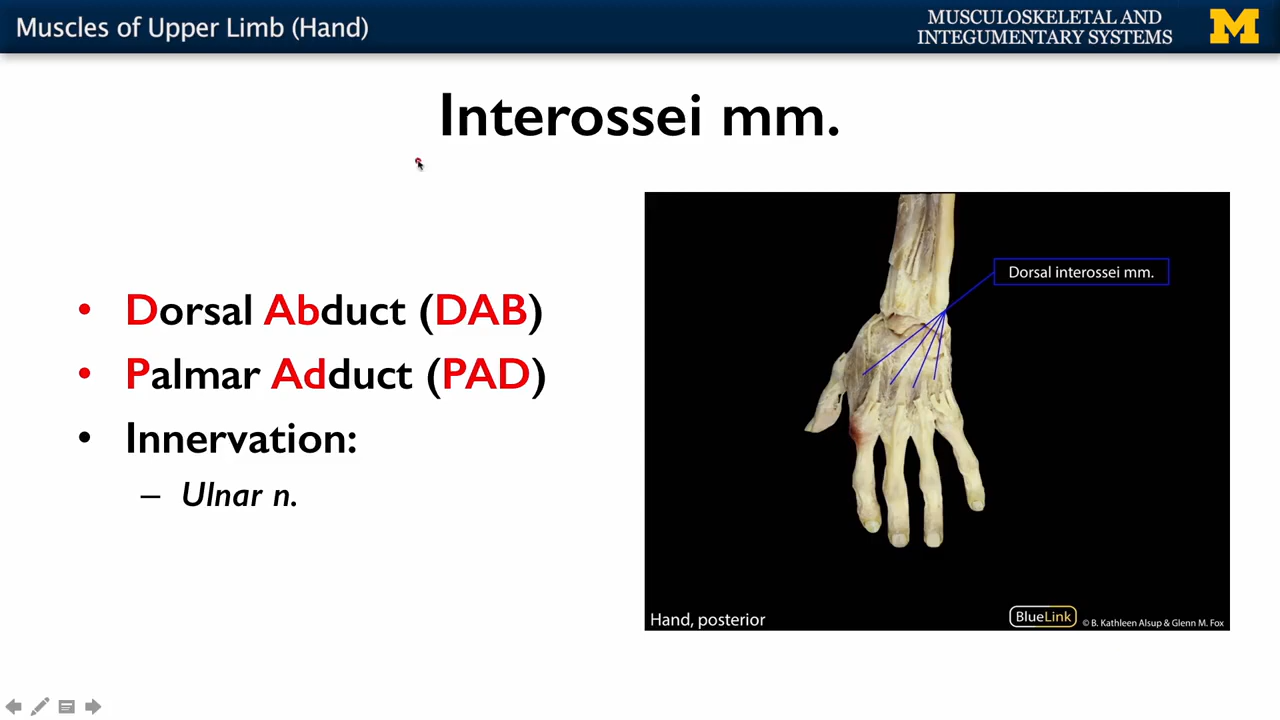 Muscles of Upper Limb (Hand)
MUSCULOSKELETAL AND
INTEGUMENTARY SYSTEMS
M
Interossei mm.
• Dorsal Abduct (DAB)
• Palmar Adduct (PAD)
• Innervation:
– Ulnar n.
Dorsal interossei mm.
Hand, posterior
BlueLink
© B. Kathleen Alsup & Glenn M. Fox